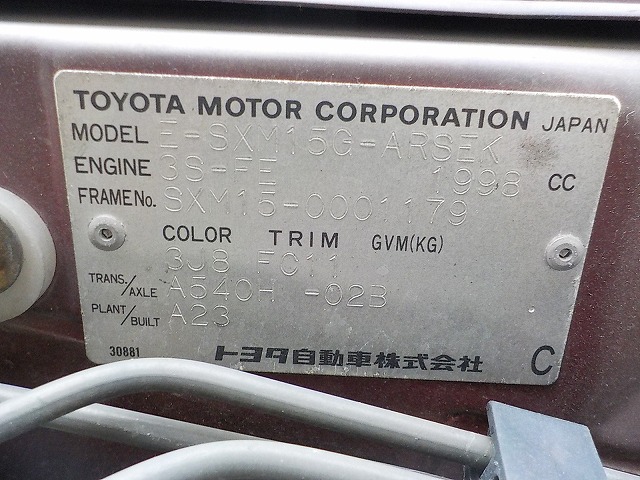 TOYOTA MOTOR CORPORATION JAPAN
MODEL E-SXM15G-ARSEK
ENGINE 3S-FE 1998 CC
FRAME No. SXM15-0001179
COLOR TRIM GVM(KG)
3J8 FC11
TRANS./AXLE A540H -02B
PLANT/BUILT A23
30881 トヨタ自動車株式会社 C